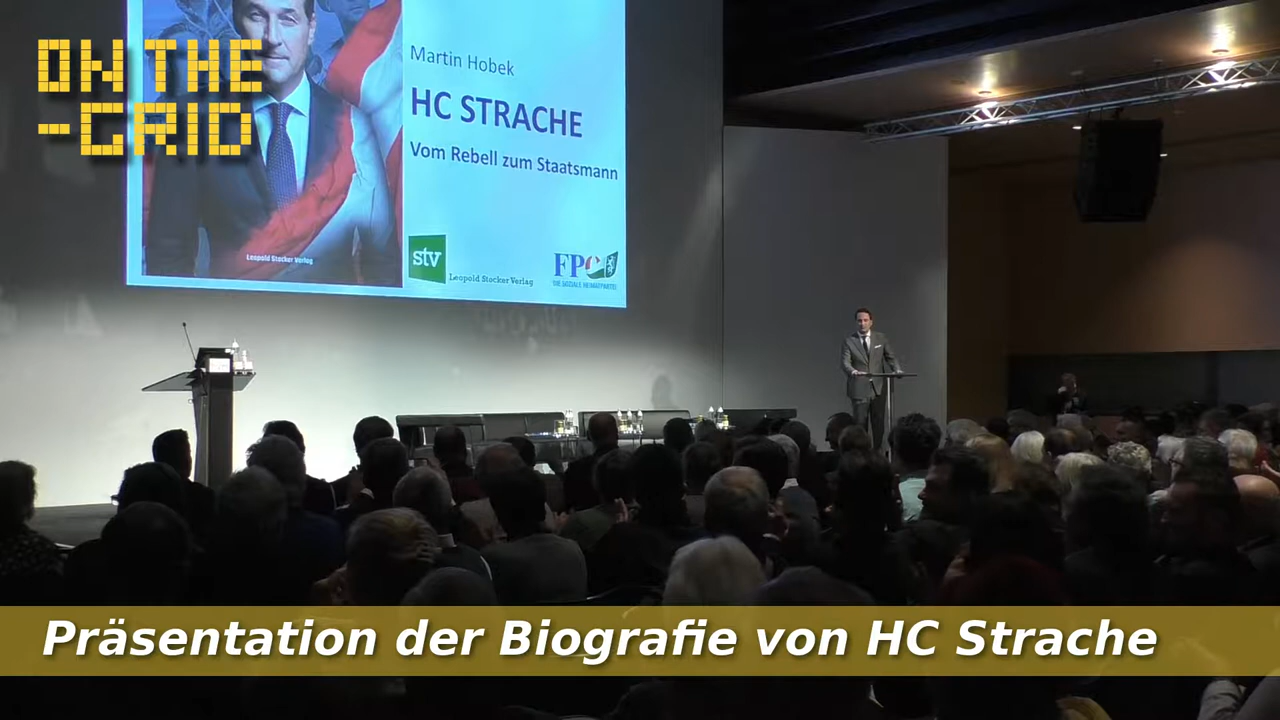 ON THE
-GRID
Martin Hobek
HC STRACHE
Vom Rebell zum Staatsmann
Leopold Stocker Verlag
stv
Leopold Stocker Verlag
FPÖ
DIE SOZIALE HEIMATPARTEI
Präsentation der Biografie von HC Strache